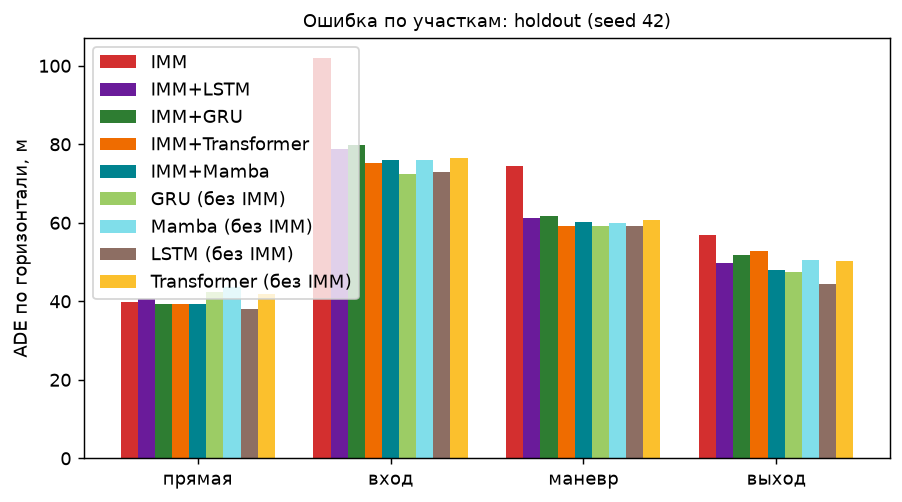 Ошибка по участкам: holdout (seed 42)
ADE по горизонтали, м
100
80
60
40
20
0
IMM
IMM+LSTM
IMM+GRU
IMM+Transformer
IMM+Mamba
GRU (без IMM)
Mamba (без IMM)
LSTM (без IMM)
Transformer (без IMM)
прямая вход маневр выход